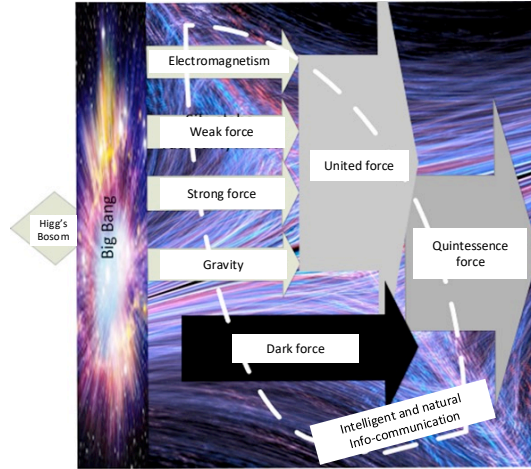 Electromagnetism
Weak force
Strong force
Gravity
United force
Higg's
Bosom
Big Bang
Quintessence
force
Dark force
Intelligent and natural
Info-communication